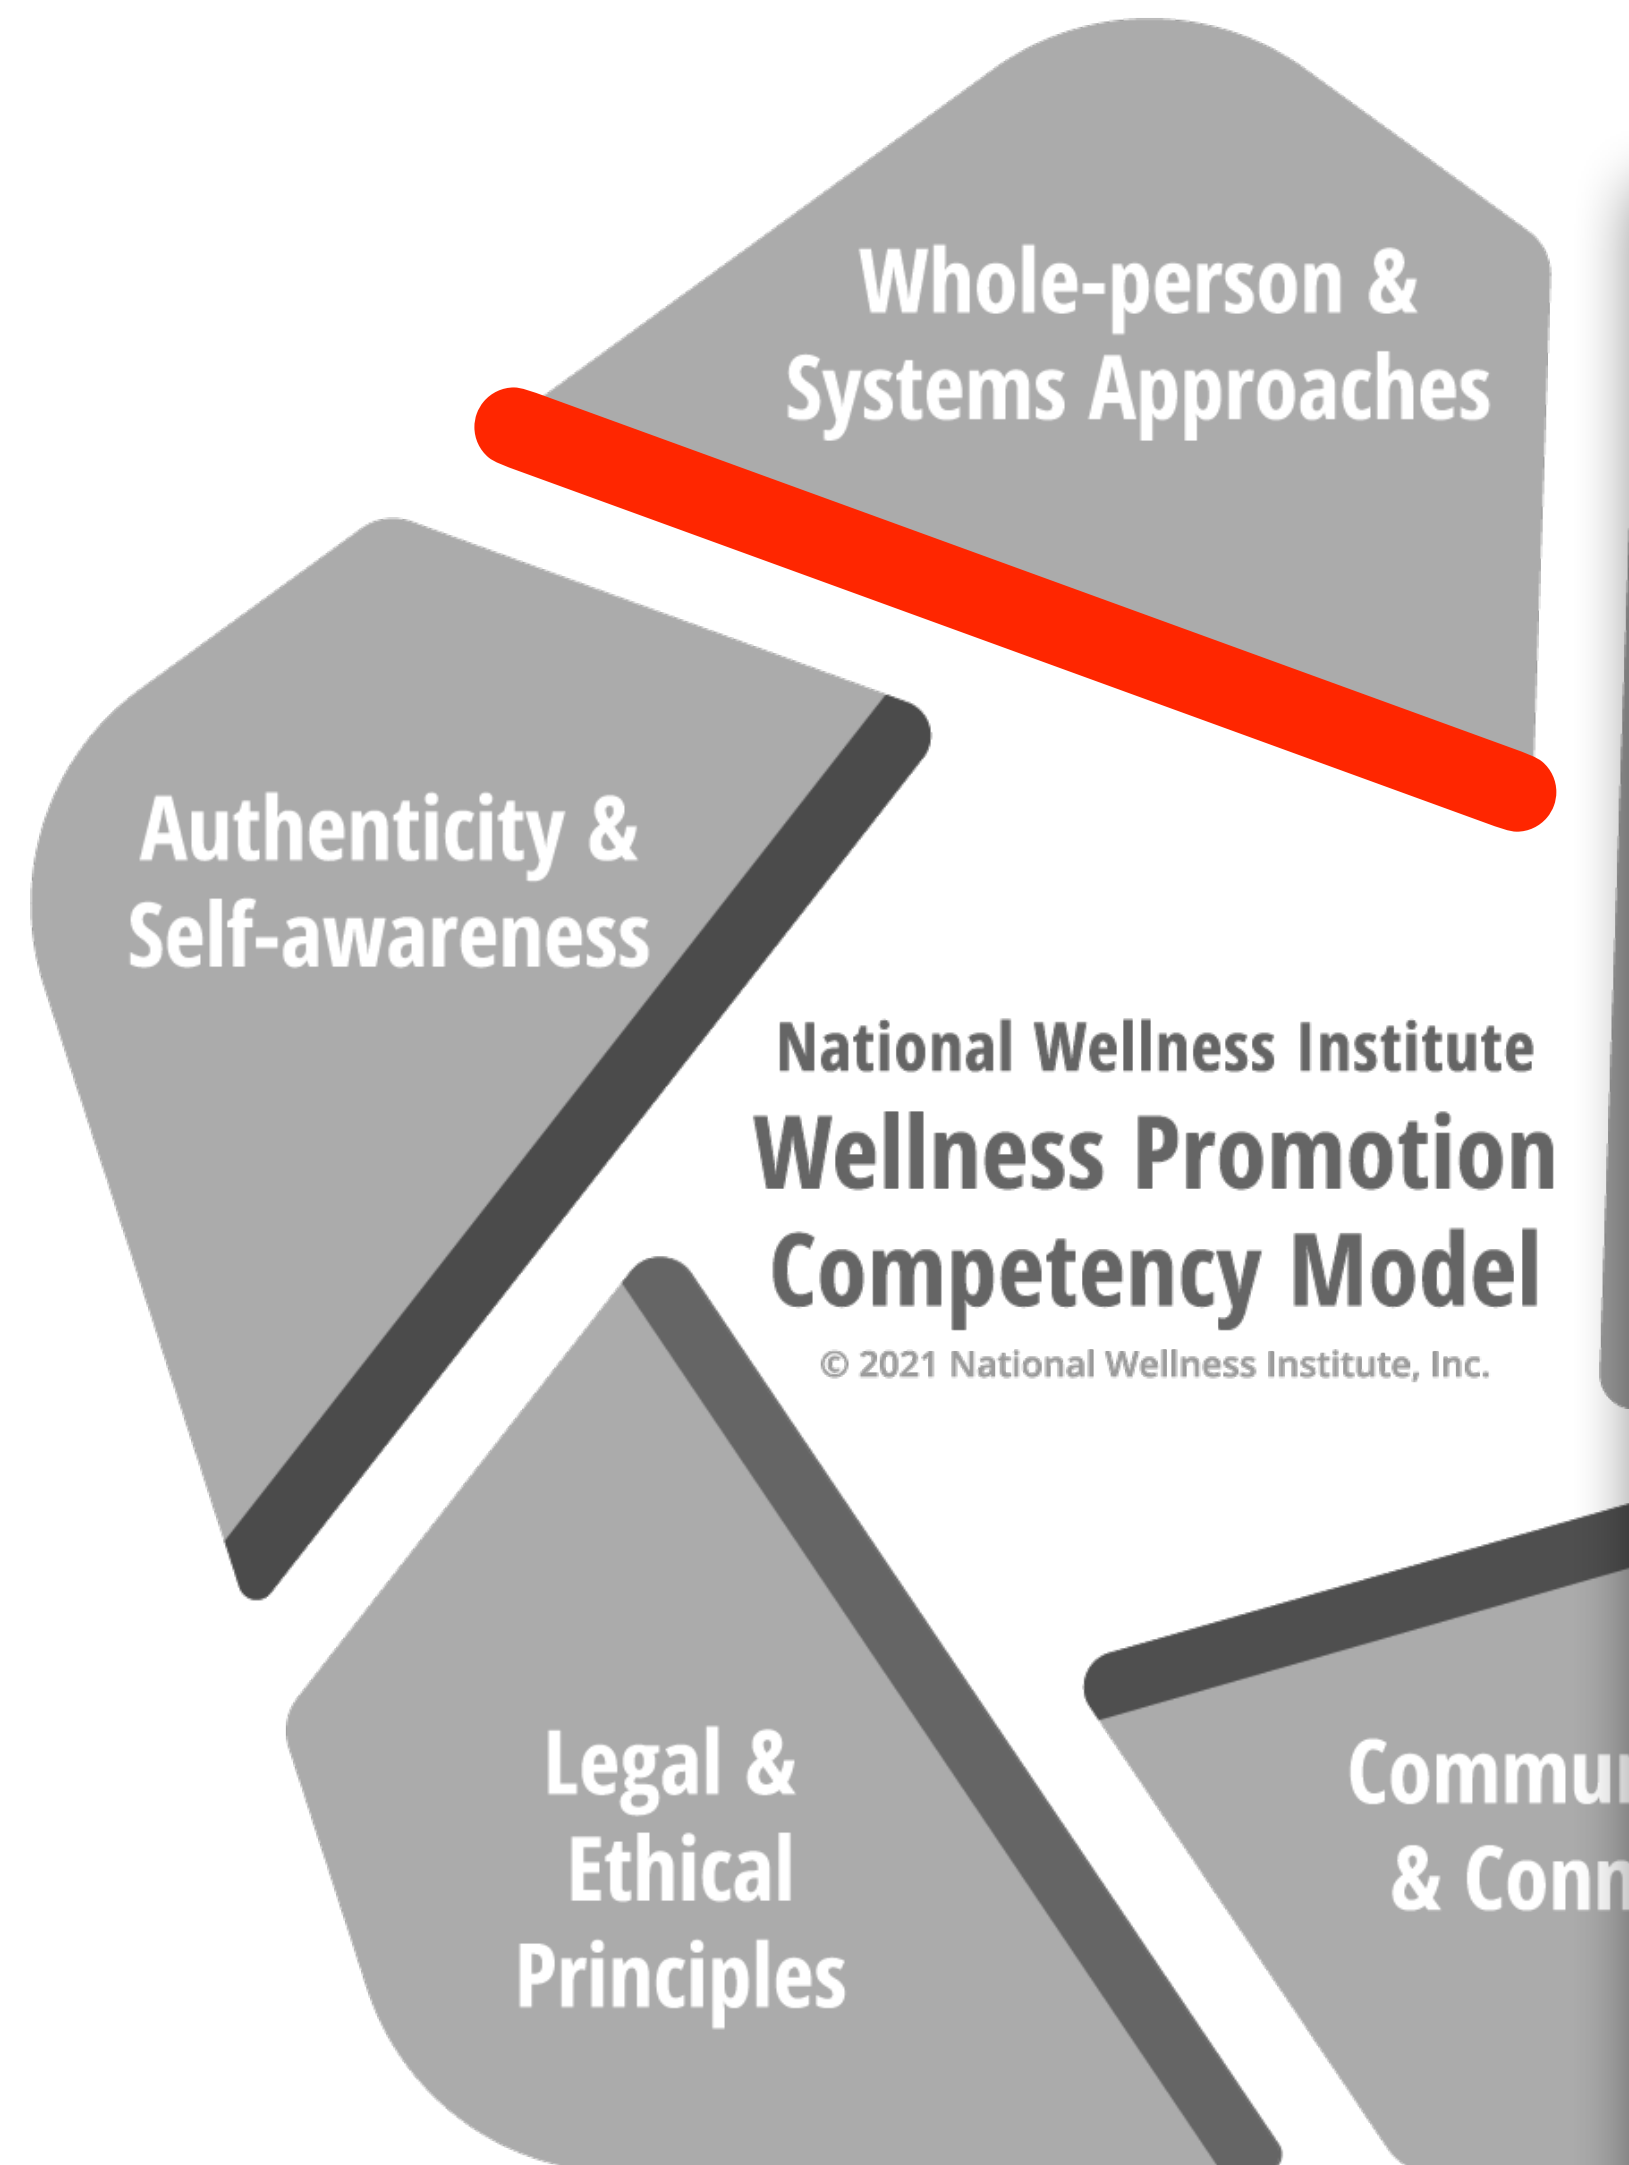 Whole-person &
Systems Approaches
Authenticity &
Self-awareness
National Wellness Institute
Wellness Promotion
Competency Model
© 2021 National Wellness Institute, Inc.
Legal &
Ethical
Principles
&